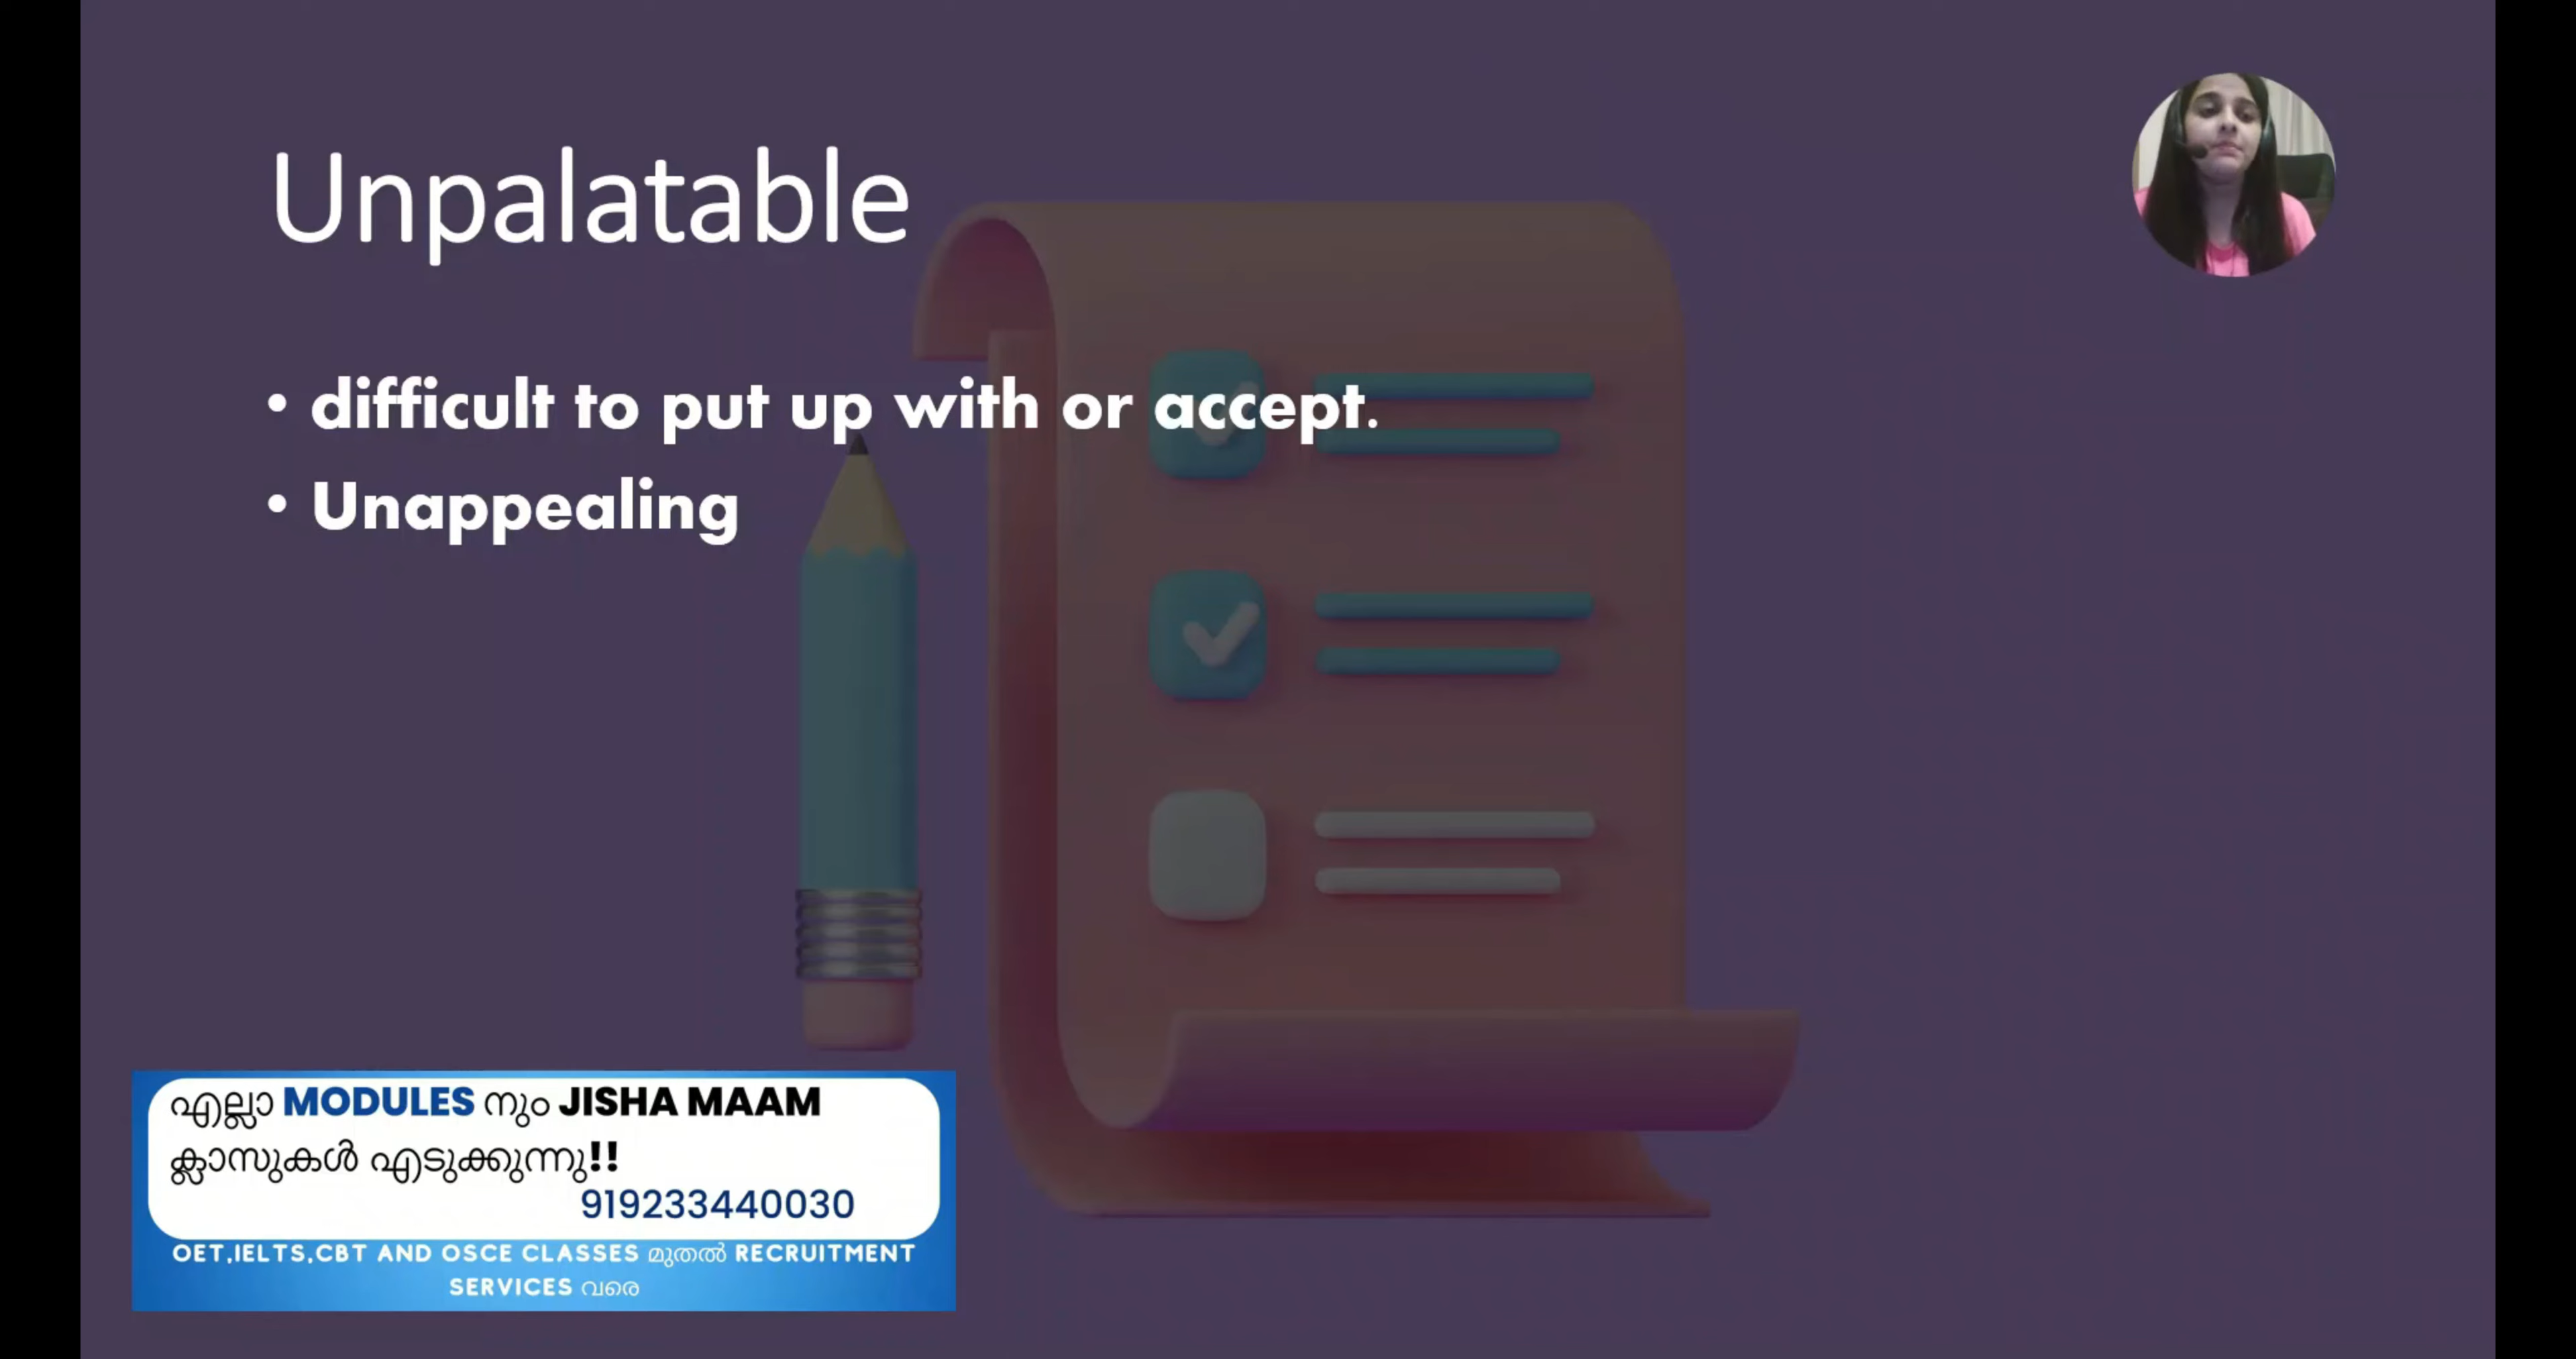 Unpalatable
• difficult to put up with or accept.
• Unappealing
എല്ലാ MODULES നും JISHA MAAM
ക്ലാസുകൾ എടുക്കുന്നു!!
919233440030
OET,IELTS,CBT AND OSCE CLASSES മുതൽ RECRUITMENT
SERVICES വരെ